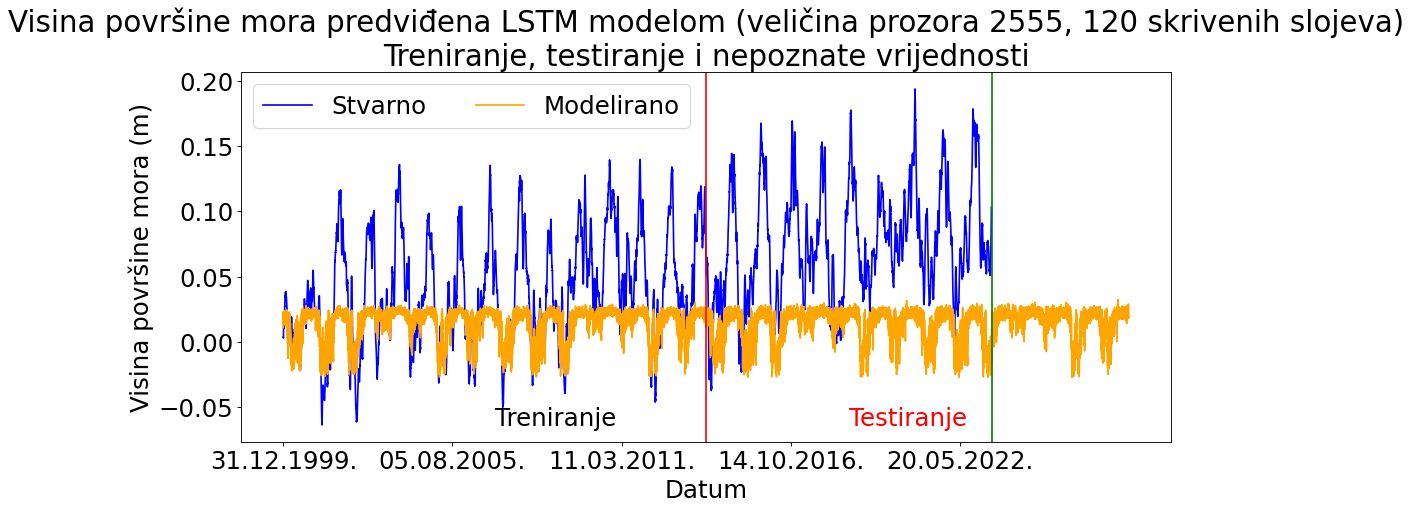 Visina površine mora predviđena LSTM modelom (veličina prozora 2555, 120 skrivenih slojeva)
Treniranje, testiranje i nepoznate vrijednosti
Stvarno
Modelirano
0.20
0.15
0.10
0.05
0.00
−0.05
Visina površine mora (m)
Treniranje
Testiranje
31.12.1999.
05.08.2005.
11.03.2011.
14.10.2016.
20.05.2022.
Datum